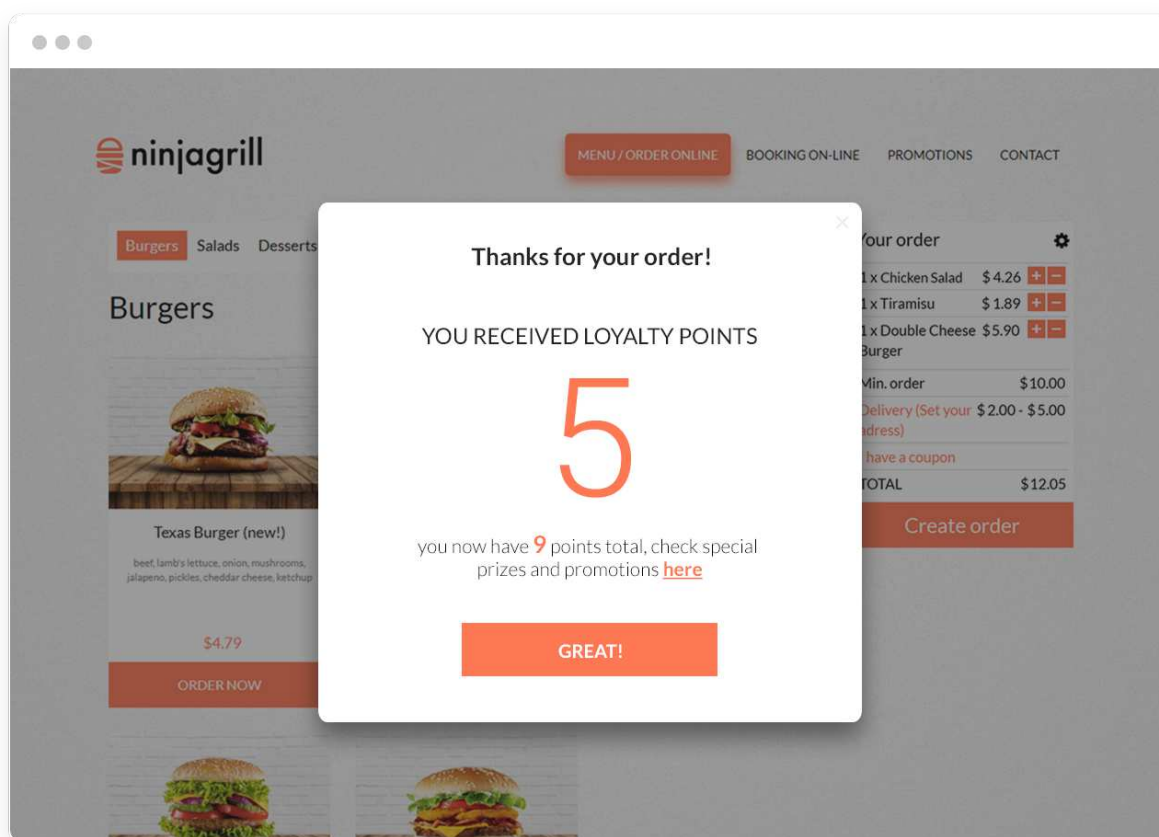 ninjagrill
MENU / ORDER ONLINE
BOOKING ON-LINE
PROMOTIONS
CONTACT
Burgers
Salads
Desserts
Burgers
Texas Burger (new!)
beef, lamb's lettuce, onion, mushrooms,
jalapeno, pickles, cheddar cheese, ketchup
$4.79
ORDER NOW
Thanks for your order!
YOU RECEIVED LOYALTY POINTS
5
you now have 9 points total, check special
prizes and promotions here
GREAT!
Your order
1 x Chicken Salad $ 4.26 + −
1 x Tiramisu $ 1.89 + −
1 x Double Cheese $5.90 + −
Burger
Min. order $10.00
Delivery (Set your $ 2.00 - $ 5.00
adress)
have a coupon
TOTAL $12.05
Create order